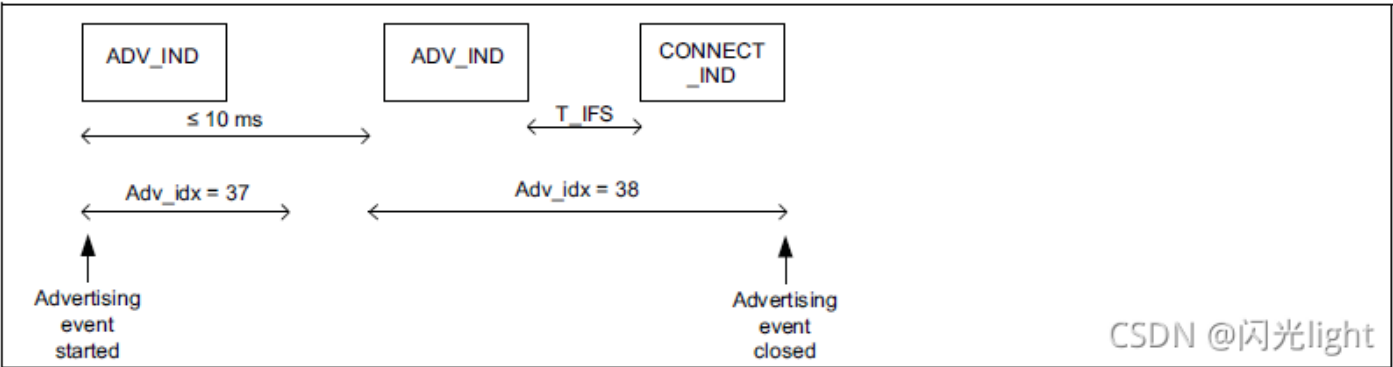 ADV_IND
ADV_IND
CONNECT
_IND
≤ 10 ms
T_IFS
Adv_idx = 37
Adv_idx = 38
Advertising
event
started
Advertising
event
closed
CSDN @闪光light